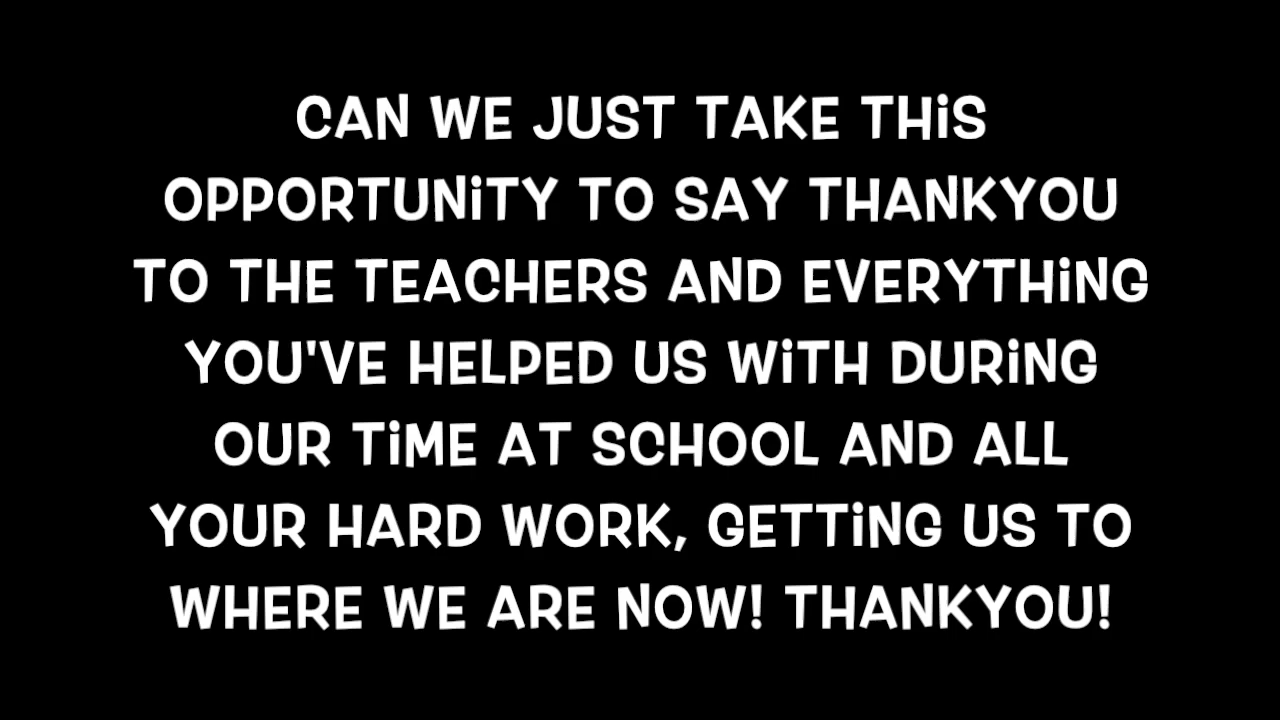 CAN WE JUST TAKE THiS
OPPORTUNiTY TO SAY THANKYOU
TO THE TEACHERS AND EVERYTHiNG
YOU'VE HELPED US WiTH DURiNG
OUR TiME AT SCHOOL AND ALL
YOUR HARD WORK, GETTiNG US TO
WHERE WE ARE NOW! THANKYOU!